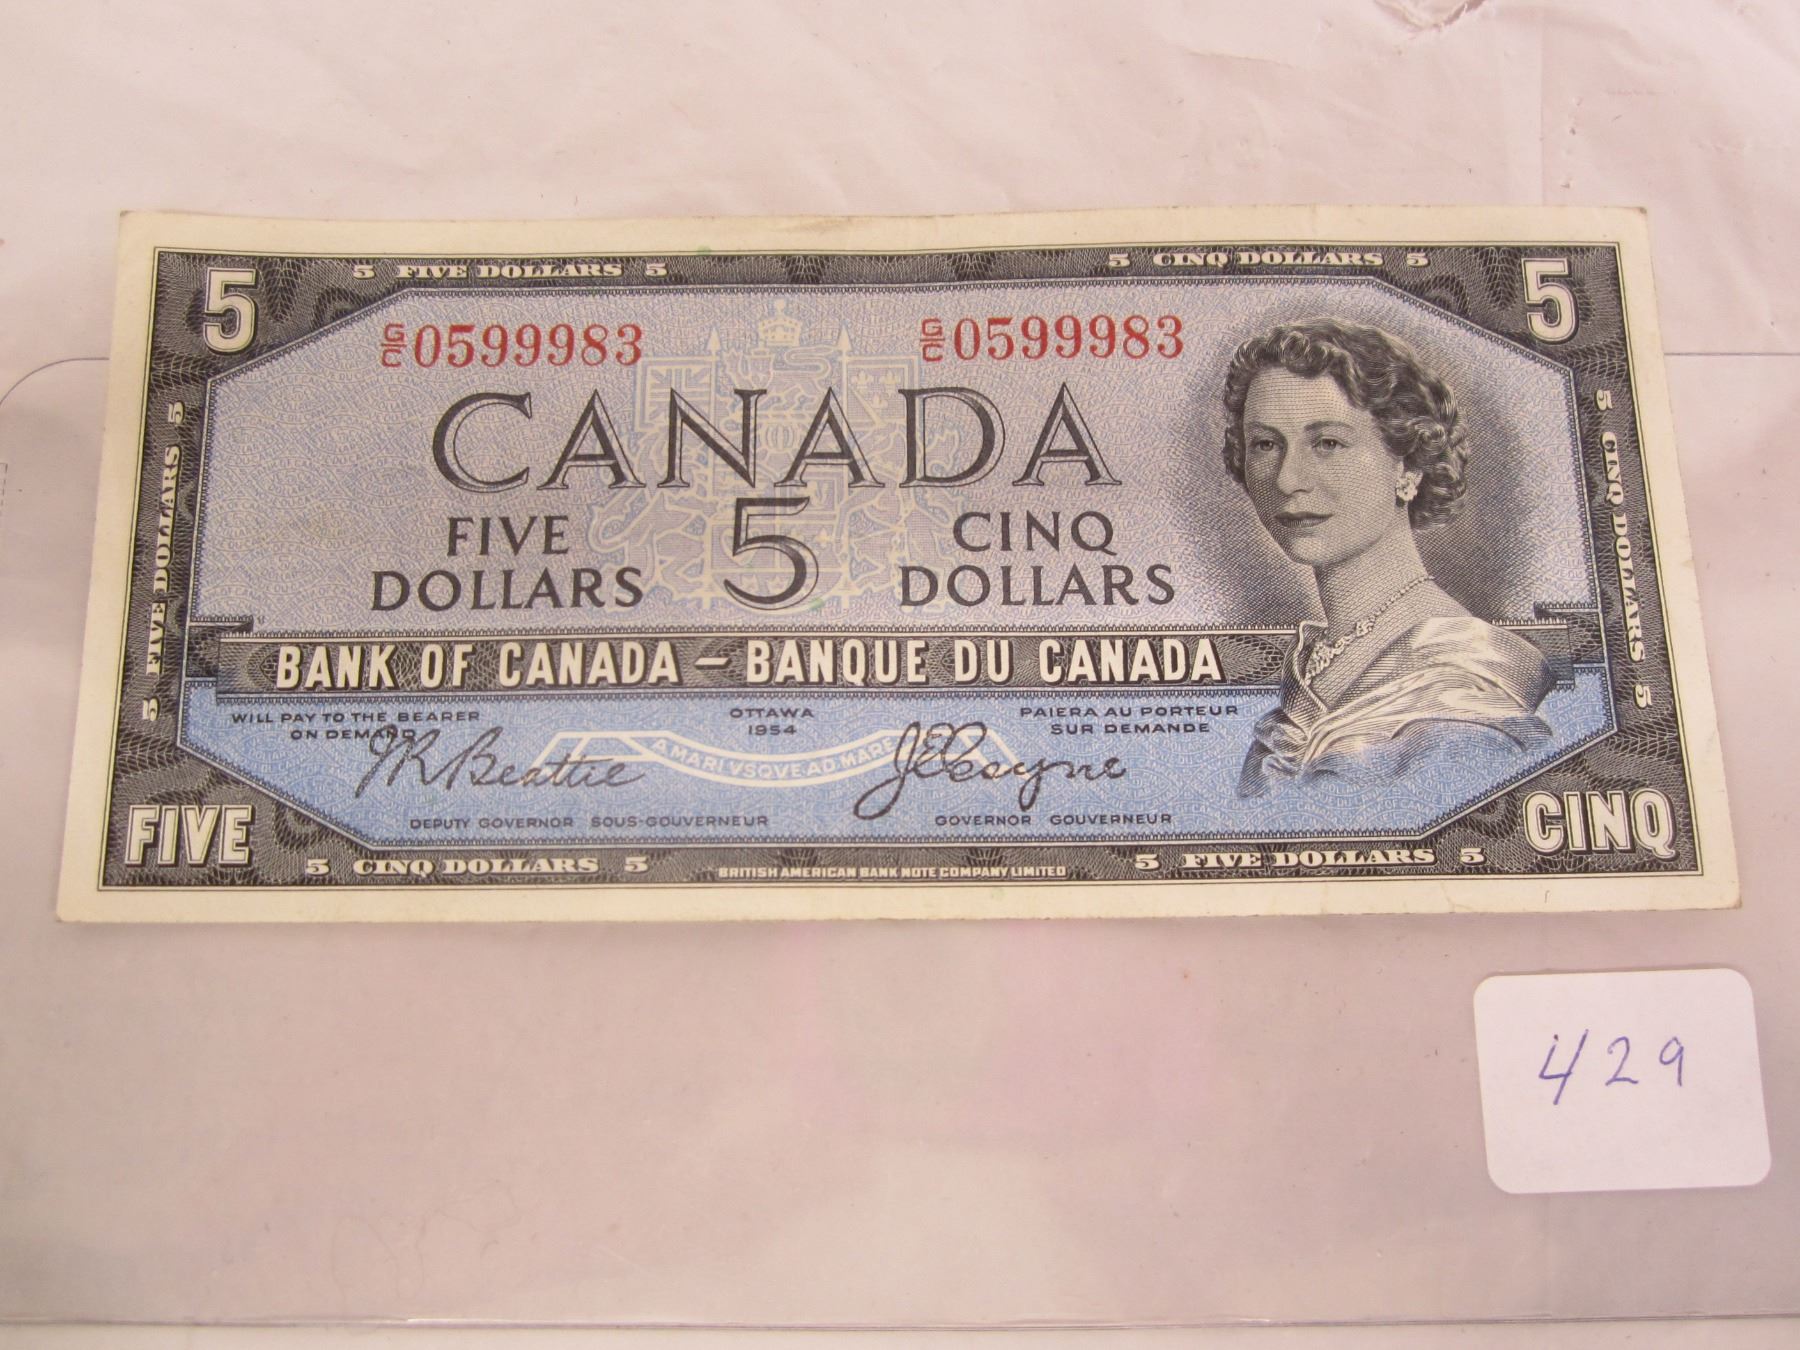 5 FIVE DOLLARS 5 5 CINQ DOLLARS 5
5 5
G/C 0599983 G/C 0599983
CANADA
5
FIVE DOLLARS
CINQ DOLLARS
5 FIVE DOLLARS 5
5 CINQ DOLLARS 5
BANK OF CANADA – BANQUE DU CANADA
WILL PAY TO THE BEARER
ON DEMAND
OTTAWA
1954
PAIERA AU PORTEUR
SUR DEMANDE
A MARI VSQVE AD MARE
J R Beattie
J E Coyne
DEPUTY GOVERNOR SOUS-GOUVERNEUR
GOVERNOR GOUVERNEUR
FIVE CINQ
5 CINQ DOLLARS 5 BRITISH AMERICAN BANK NOTE COMPANY LIMITED 5 FIVE DOLLARS 5
429